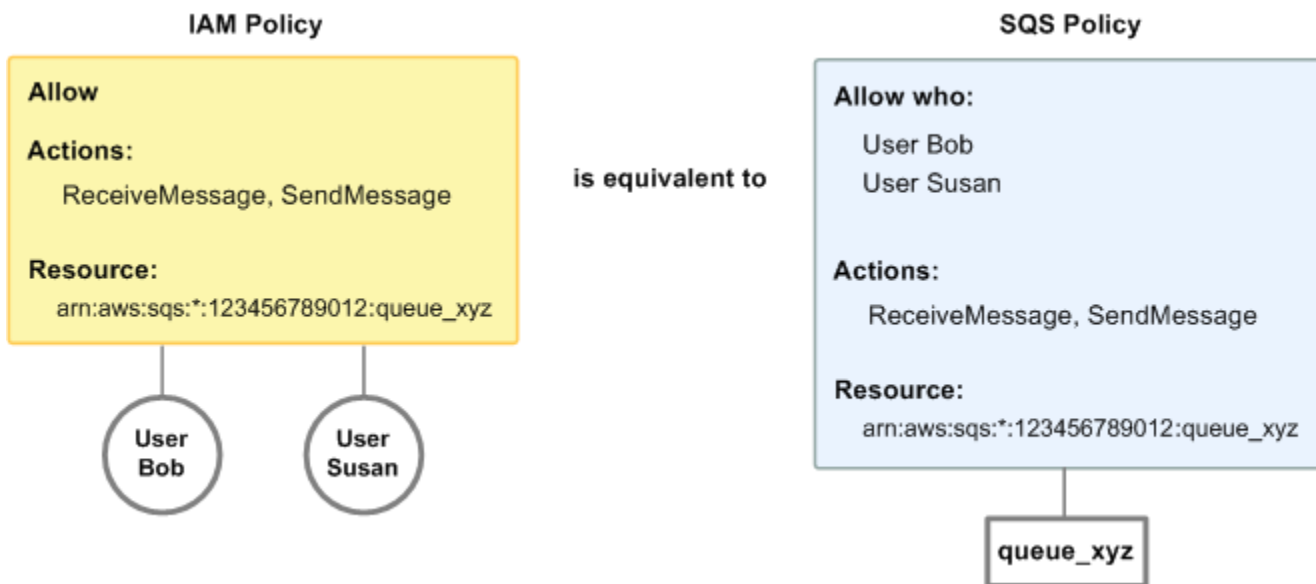 IAM Policy
Allow
Actions:
ReceiveMessage, SendMessage
Resource:
arn:aws:sqs:*:123456789012:queue_xyz
User
Bob
User
Susan
is equivalent to
SQS Policy
Allow who:
User Bob
User Susan
Actions:
ReceiveMessage, SendMessage
Resource:
arn:aws:sqs:*:123456789012:queue_xyz
queue_xyz